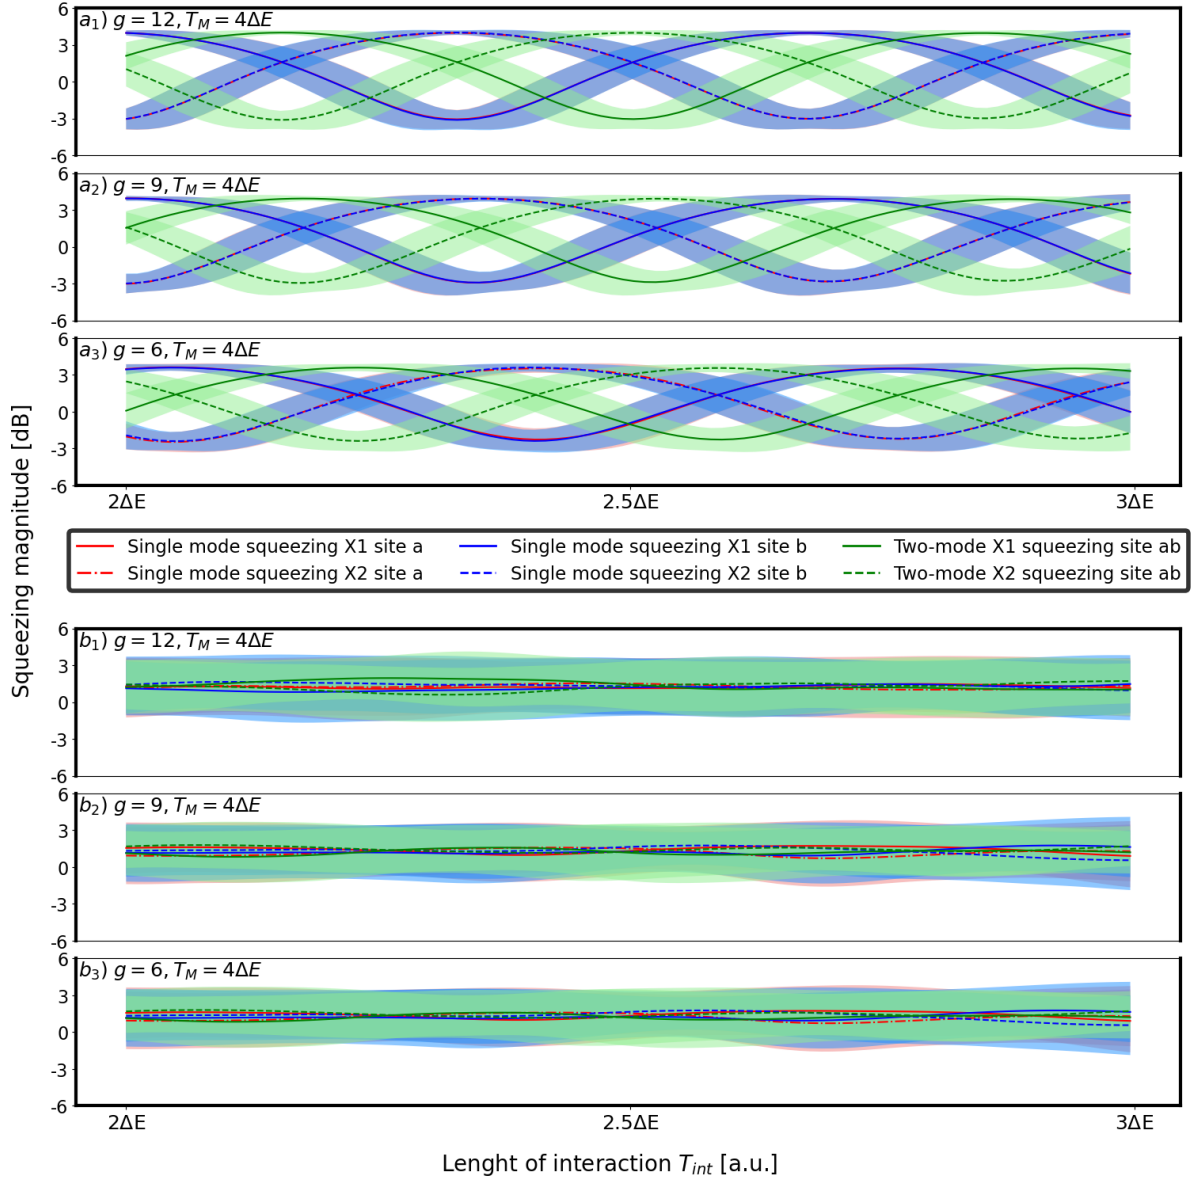 a₁) g = 12, T_M = 4ΔE
6
3
0
-3
-6
a₂) g = 9, T_M = 4ΔE
6
3
0
-3
-6
a₃) g = 6, T_M = 4ΔE
6
3
0
-3
-6
2ΔE 2.5ΔE 3ΔE
Squeezing magnitude [dB]
Single mode squeezing X1 site a Single mode squeezing X1 site b Two-mode X1 squeezing site ab
Single mode squeezing X2 site a Single mode squeezing X2 site b Two-mode X2 squeezing site ab
b₁) g = 12, T_M = 4ΔE
6
3
0
-3
-6
b₂) g = 9, T_M = 4ΔE
6
3
0
-3
-6
b₃) g = 6, T_M = 4ΔE
6
3
0
-3
-6
2ΔE 2.5ΔE 3ΔE
Lenght of interaction T_int [a.u.]